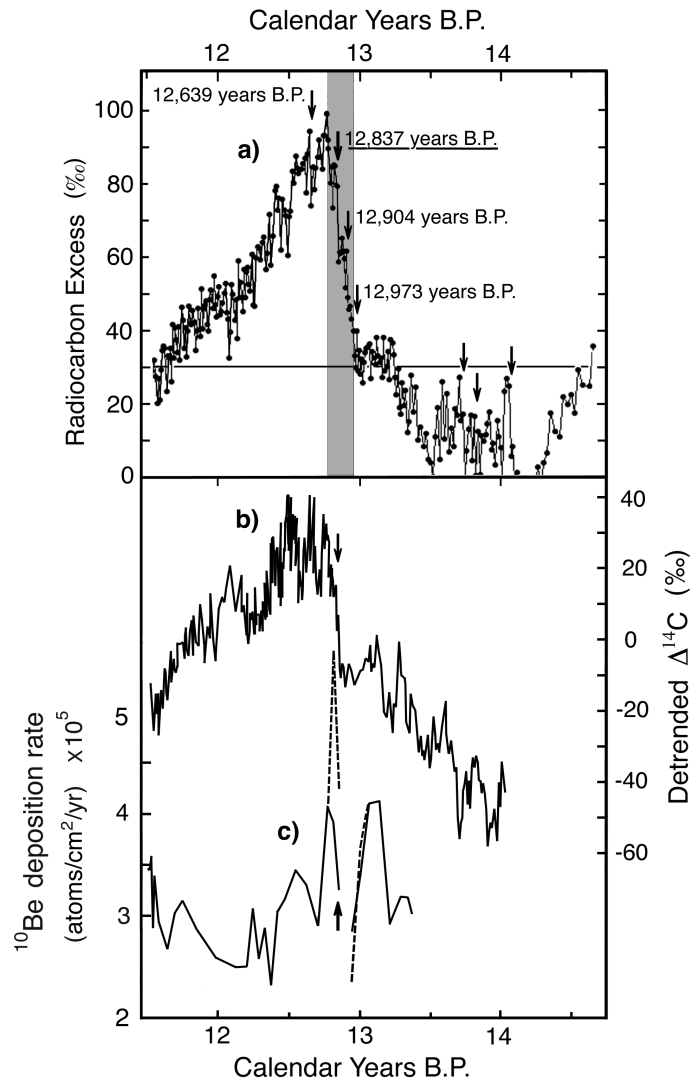 Calendar Years B.P.
12 13 14
12,639 years B.P.
100
12,837 years B.P.
a)
80
12,904 years B.P.
60
12,973 years B.P.
40
20
0
Radiocarbon Excess (‰)
b)
40
20
0
-20
-40
-60
Detrended Δ¹⁴C (‰)
5
4
c)
3
2
¹⁰Be deposition rate
(atoms/cm²/yr) x10⁵
12 13 14
Calendar Years B.P.